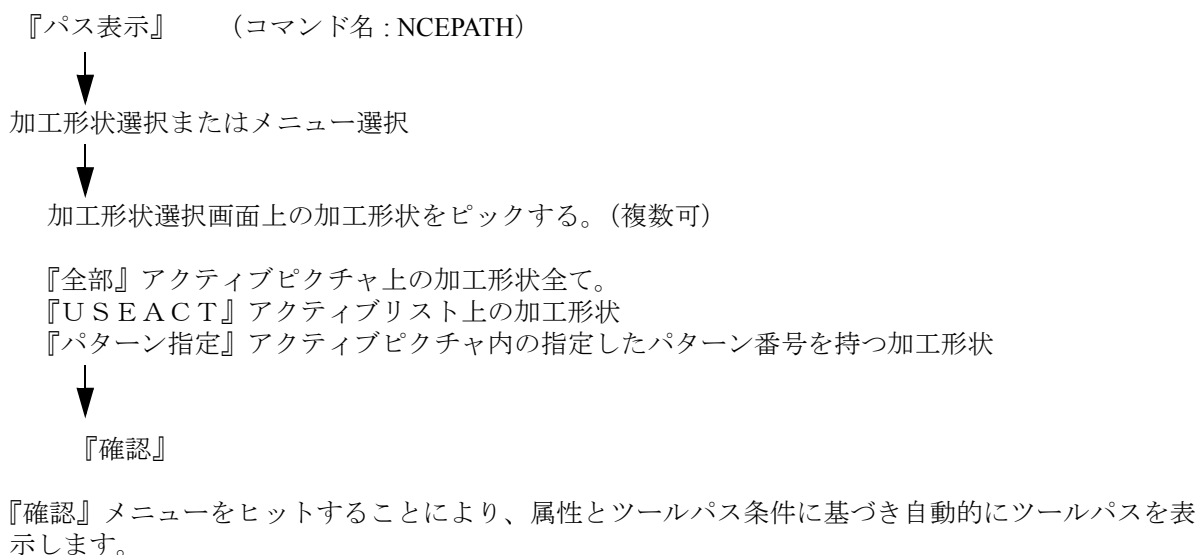 『パス表示』　　（コマンド名 : NCEPATH）
加工形状選択またはメニュー選択
加工形状選択画面上の加工形状をピックする。（複数可）
『全部』アクティブピクチャ上の加工形状全て。
『ＵＳＥＡＣＴ』アクティブリスト上の加工形状
『パターン指定』アクティブピクチャ内の指定したパターン番号を持つ加工形状
『確認』
『確認』メニューをヒットすることにより、属性とツールパス条件に基づき自動的にツールパスを表
示します。